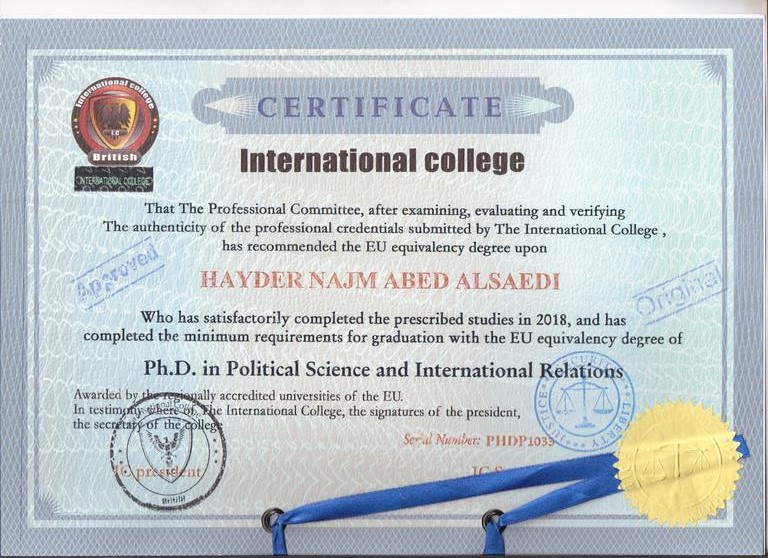 International college
I.C
British
INTERNATIONAL COLLEGE
CERTIFICATE
International college
That The Professional Committee, after examining, evaluating and verifying
The authenticity of the professional credentials submitted by The International College ,
has recommended the EU equivalency degree upon
Approved
HAYDER NAJM ABED ALSAEDI
Original
Who has satisfactorily completed the prescribed studies in 2018, and has
completed the minimum requirements for graduation with the EU equivalency degree of
Ph.D. in Political Science and International Relations
Awarded by the regionally accredited universities of the EU.
In testimony where of, The International College, the signatures of the president,
the secretary of the college
SECURITY
JUSTICE
LIBERTY
Serial Number: PHDP1033
IC president